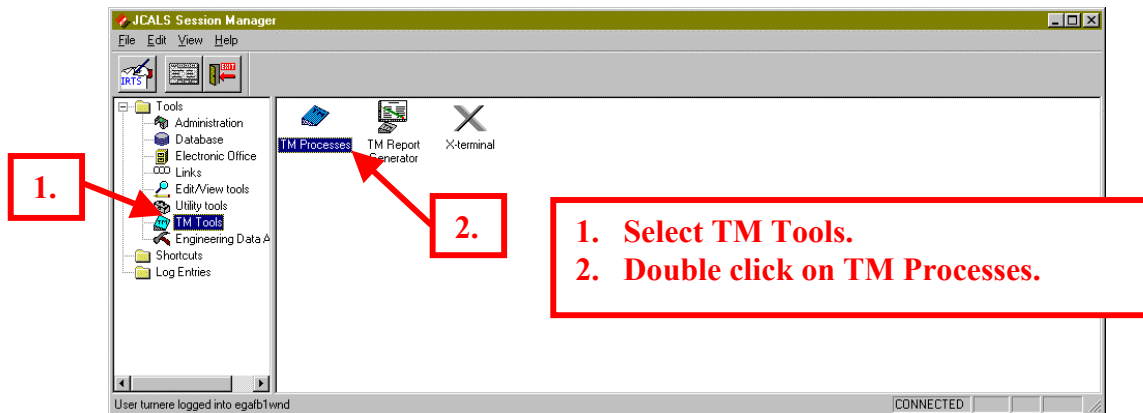 JCALS Session Manager
File Edit View Help
IRTS EXIT
Tools
Administration
Database
Electronic Office
Links
Edit/View tools
Utility tools
TM Tools
Engineering Data A
Shortcuts
Log Entries
TM Processes
TM Report
Generator
X-terminal
1.
2.
1. Select TM Tools.
2. Double click on TM Processes.
User turnere logged into egafb1wnd
CONNECTED